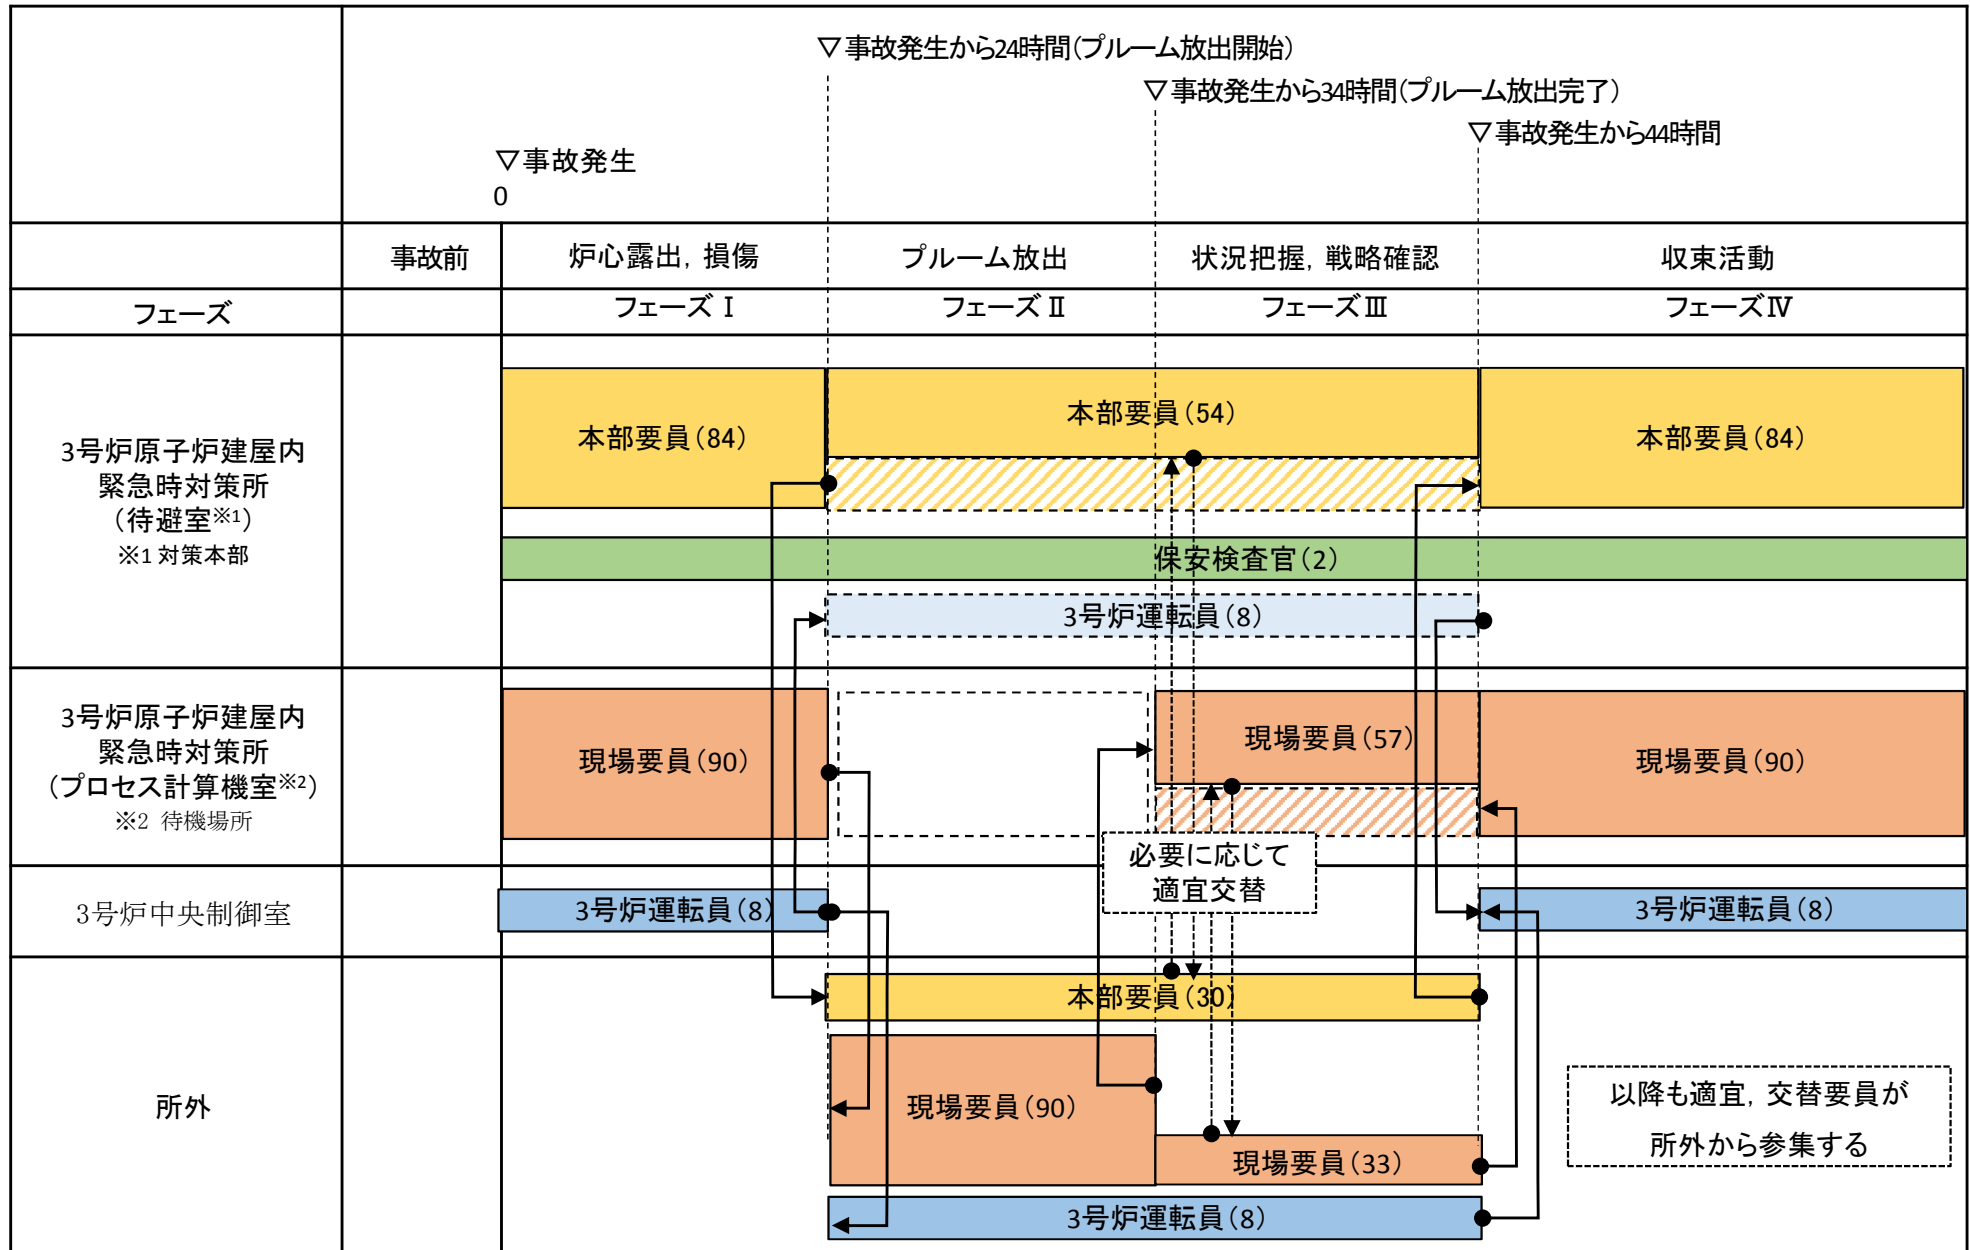 ▽事故発生から24時間(プルーム放出開始)
▽事故発生から34時間(プルーム放出完了)
▽事故発生から44時間
▽事故発生
0
事故前
炉心露出, 損傷
プルーム放出
状況把握, 戦略確認
収束活動
フェーズ
フェーズⅠ
フェーズⅡ
フェーズⅢ
フェーズⅣ
3号炉原子炉建屋内
緊急時対策所
(待避室※1)
※1 対策本部
本部要員(84)
本部要員(54)
本部要員(84)
保安検査官(2)
3号炉運転員(8)
3号炉原子炉建屋内
緊急時対策所
(プロセス計算機室※2)
※2 待機場所
現場要員(90)
現場要員(57)
現場要員(90)
必要に応じて
適宜交替
3号炉中央制御室
3号炉運転員(8)
3号炉運転員(8)
所外
本部要員(30)
現場要員(90)
現場要員(33)
3号炉運転員(8)
以降も適宜, 交替要員が
所外から参集する